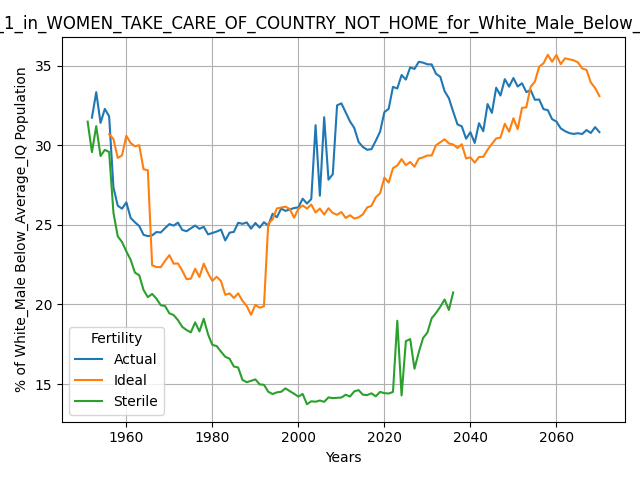 _1_in_WOMEN_TAKE_CARE_OF_COUNTRY_NOT_HOME_for_White_Male_Below_
% of White_Male Below_Average_IQ Population
35
30
25
20
15
Fertility
Actual
Ideal
Sterile
1960 1980 2000 2020 2040 2060
Years